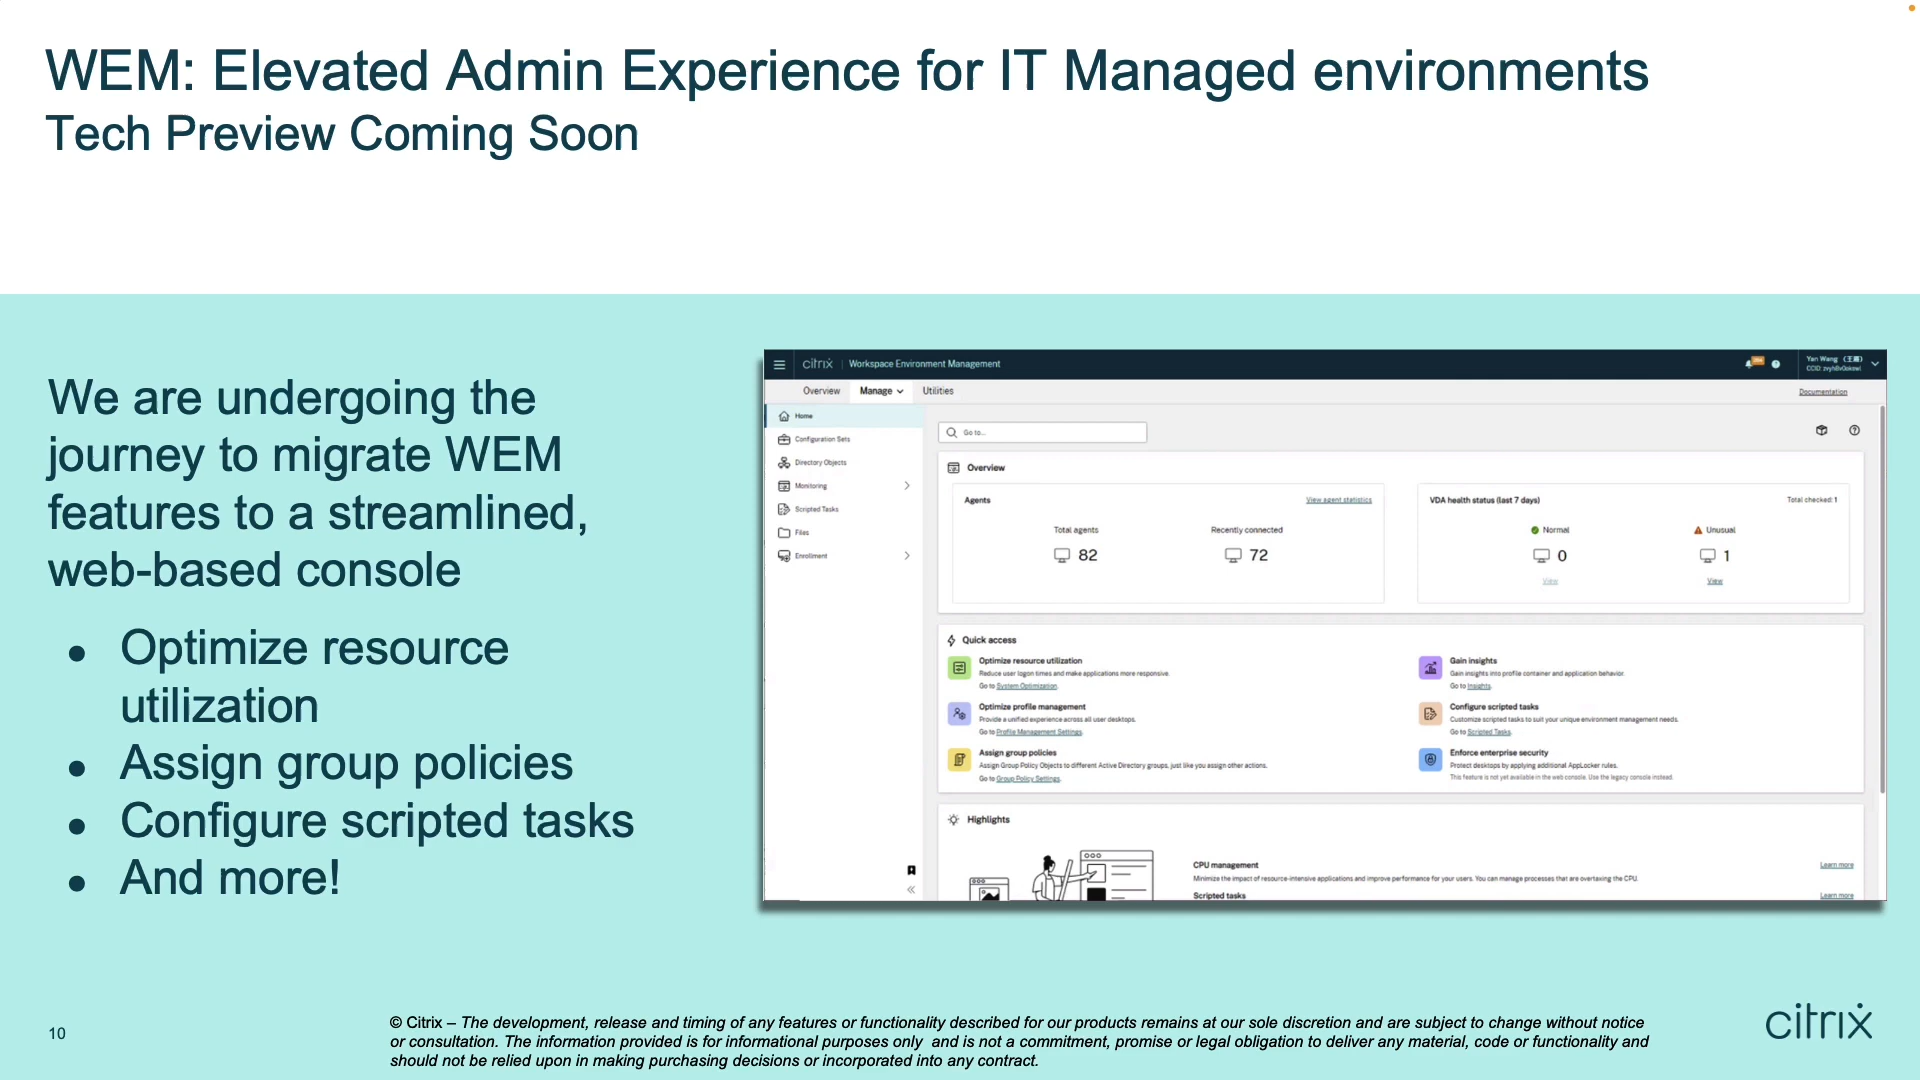 WEM: Elevated Admin Experience for IT Managed environments
Tech Preview Coming Soon
We are undergoing the
journey to migrate WEM
features to a streamlined,
web-based console
● Optimize resource
utilization
● Assign group policies
● Configure scripted tasks
● And more!
citrix | Workspace Environment Management
Yan Wang
Overview Manage Utilities
Documentation
Home
Configuration Sets
Directory Objects
Monitoring
Scripted Tasks
Files
Enrollment
Go to...
Overview
Agents
View agent statistics
Total agents
82
Recently connected
72
VDA health status (last 7 days)
Total checked: 1
Normal
0
View
Unusual
1
View
Quick access
Optimize resource utilization
Reduce user logon times and make applications more responsive.
Go to System Optimization.
Optimize profile management
Provide a unified experience across all user desktops.
Go to Profile Management Settings.
Assign group policies
Assign Group Policy Objects to different Active Directory groups, just like you assign other actions.
Go to Group Policy Settings.
Gain insights
Gain insights into profile container and application behavior.
Go to Insights.
Configure scripted tasks
Customize scripted tasks to suit your unique environment management needs.
Go to Scripted Tasks.
Enforce enterprise security
Protect desktops by applying additional AppLocker rules.
This feature is not yet available in the web console. Use the legacy console instead.
Highlights
CPU management
Learn more
Minimize the impact of resource-intensive applications and improve performance for your users. You can manage processes that are overtaxing the CPU.
Scripted tasks
Learn more
10
© Citrix – The development, release and timing of any features or functionality described for our products remains at our sole discretion and are subject to change without notice
or consultation. The information provided is for informational purposes only and is not a commitment, promise or legal obligation to deliver any material, code or functionality and
should not be relied upon in making purchasing decisions or incorporated into any contract.
citrix